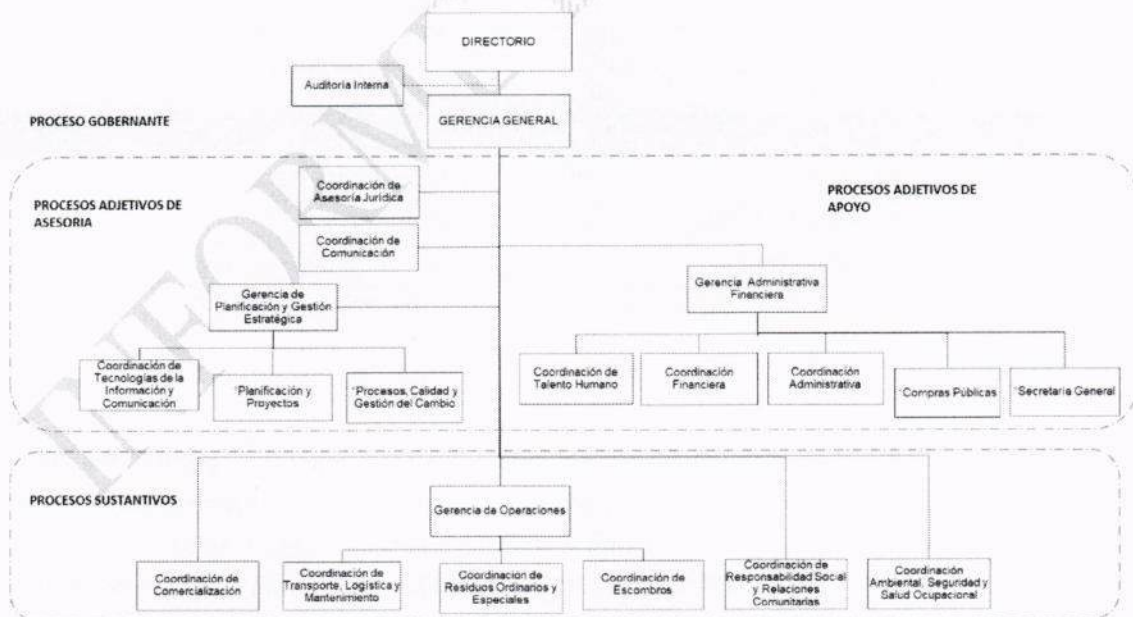 DIRECTORIO
Auditoría Interna
PROCESO GOBERNANTE
GERENCIA GENERAL
PROCESOS ADJETIVOS DE
ASESORIA
Coordinación de
Asesoría Jurídica
PROCESOS ADJETIVOS DE
APOYO
Coordinación de
Comunicación
Gerencia de
Planificación y Gestión
Estratégica
Gerencia Administrativa
Financiera
Coordinación de
Tecnologías de la
Información y
Comunicación
*Planificación y
Proyectos
*Procesos, Calidad y
Gestión del Cambio
Coordinación de
Talento Humano
Coordinación
Financiera
Coordinación
Administrativa
*Compras Públicas
*Secretaría General
PROCESOS SUSTANTIVOS
Gerencia de Operaciones
Coordinación de
Comercialización
Coordinación de
Transporte, Logística y
Mantenimiento
Coordinación de
Residuos Ordinarios y
Especiales
Coordinación de
Escombros
Coordinación de
Responsabilidad Social
y Relaciones
Comunitarias
Coordinación
Ambiental, Seguridad y
Salud Ocupacional
INFORME